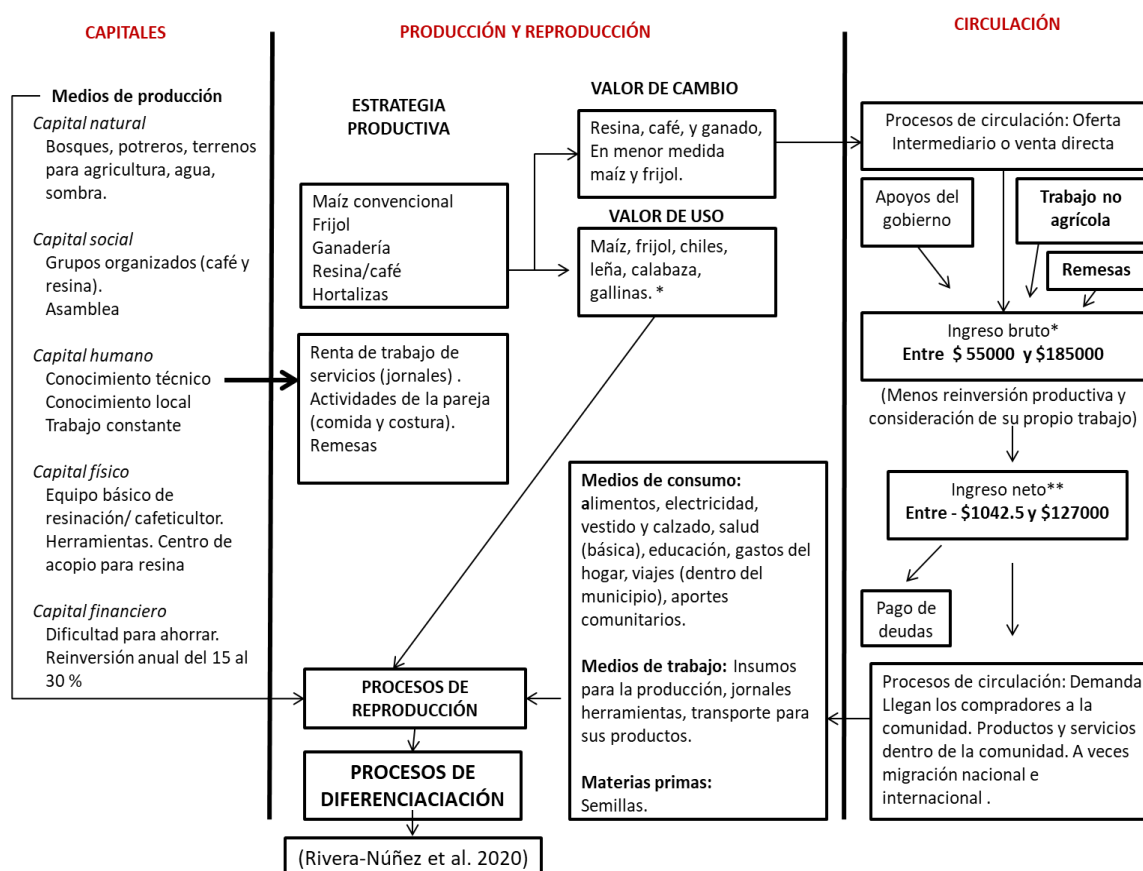 CAPITALES
Medios de producción
Capital natural
Bosques, potreros, terrenos
para agricultura, agua,
sombra.
Capital social
Grupos organizados (café y
resina).
Asamblea
Capital humano
Conocimiento técnico
Conocimiento local
Trabajo constante
Capital físico
Equipo básico de
resinación/ cafeticultor.
Herramientas. Centro de
acopio para resina
Capital financiero
Dificultad para ahorrar.
Reinversión anual del 15 al
30 %
PRODUCCIÓN Y REPRODUCCIÓN
ESTRATEGIA
PRODUCTIVA
Maíz convencional
Frijol
Ganadería
Resina/café
Hortalizas
Renta de trabajo de
servicios (jornales) .
Actividades de la pareja
(comida y costura).
Remesas
VALOR DE CAMBIO
Resina, café, y ganado,
En menor medida
maíz y frijol.
VALOR DE USO
Maíz, frijol, chiles,
leña, calabaza,
gallinas. *
Medios de consumo:
alimentos, electricidad,
vestido y calzado, salud
(básica), educación, gastos del
hogar, viajes (dentro del
municipio), aportes
comunitarios.
Medios de trabajo: Insumos
para la producción, jornales
herramientas, transporte para
sus productos.
Materias primas:
Semillas.
PROCESOS DE
REPRODUCCIÓN
PROCESOS DE
DIFERENCIACIACIÓN
(Rivera-Núñez et al. 2020)
CIRCULACIÓN
Procesos de circulación: Oferta
Intermediario o venta directa
Apoyos del
gobierno
Trabajo no
agrícola
Remesas
Ingreso bruto*
Entre $ 55000 y $185000
(Menos reinversión productiva y
consideración de su propio trabajo)
Ingreso neto**
Entre - $1042.5 y $127000
Pago de
deudas
Procesos de circulación: Demanda
Llegan los compradores a la
comunidad. Productos y servicios
dentro de la comunidad. A veces
migración nacional e
internacional .